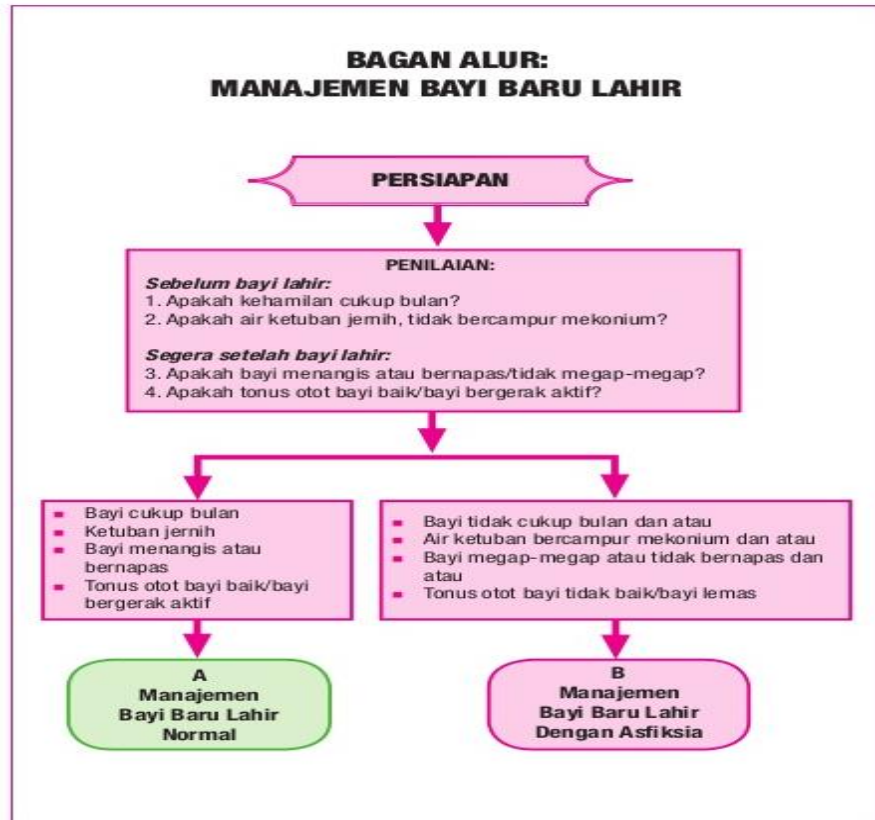 BAGAN ALUR:
MANAJEMEN BAYI BARU LAHIR
PERSIAPAN
PENILAIAN:
Sebelum bayi lahir:
1. Apakah kehamilan cukup bulan?
2. Apakah air ketuban jernih, tidak bercampur mekonium?
Segera setelah bayi lahir:
3. Apakah bayi menangis atau bernapas/tidak megap-megap?
4. Apakah tonus otot bayi baik/bayi bergerak aktif?
▪ Bayi cukup bulan
▪ Ketuban jernih
▪ Bayi menangis atau
bernapas
▪ Tonus otot bayi baik/bayi
bergerak aktif
▪ Bayi tidak cukup bulan dan atau
▪ Air ketuban bercampur mekonium dan atau
▪ Bayi megap-megap atau tidak bernapas dan
atau
▪ Tonus otot bayi tidak baik/bayi lemas
A
Manajemen
Bayi Baru Lahir
Normal
B
Manajemen
Bayi Baru Lahir
Dengan Asfiksia